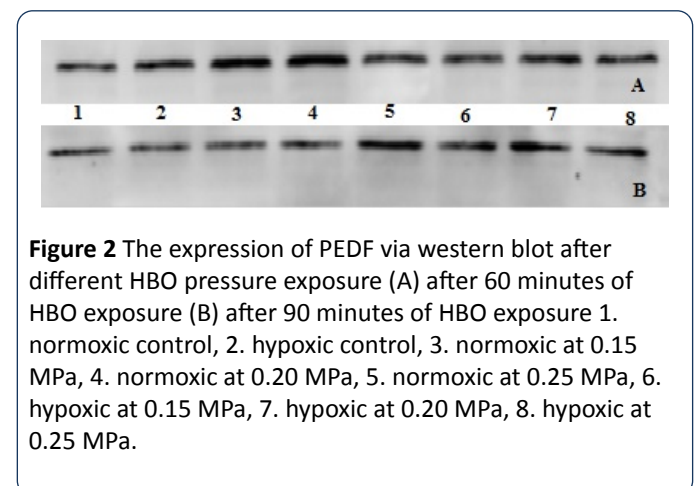 A
1 2 3 4 5 6 7 8
B
Figure 2 The expression of PEDF via western blot after
different HBO pressure exposure (A) after 60 minutes of
HBO exposure (B) after 90 minutes of HBO exposure 1.
normoxic control, 2. hypoxic control, 3. normoxic at 0.15
MPa, 4. normoxic at 0.20 MPa, 5. normoxic at 0.25 MPa, 6.
hypoxic at 0.15 MPa, 7. hypoxic at 0.20 MPa, 8. hypoxic at
0.25 MPa.